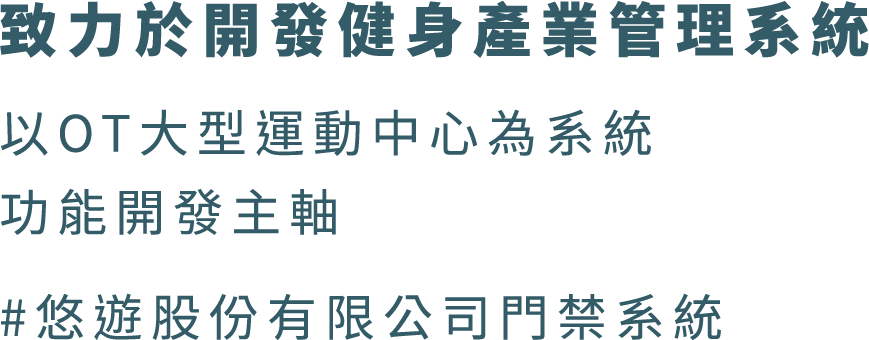 致力於開發健身產業管理系統
以OT大型運動中心為系統
功能開發主軸
#悠遊股份有限公司門禁系統